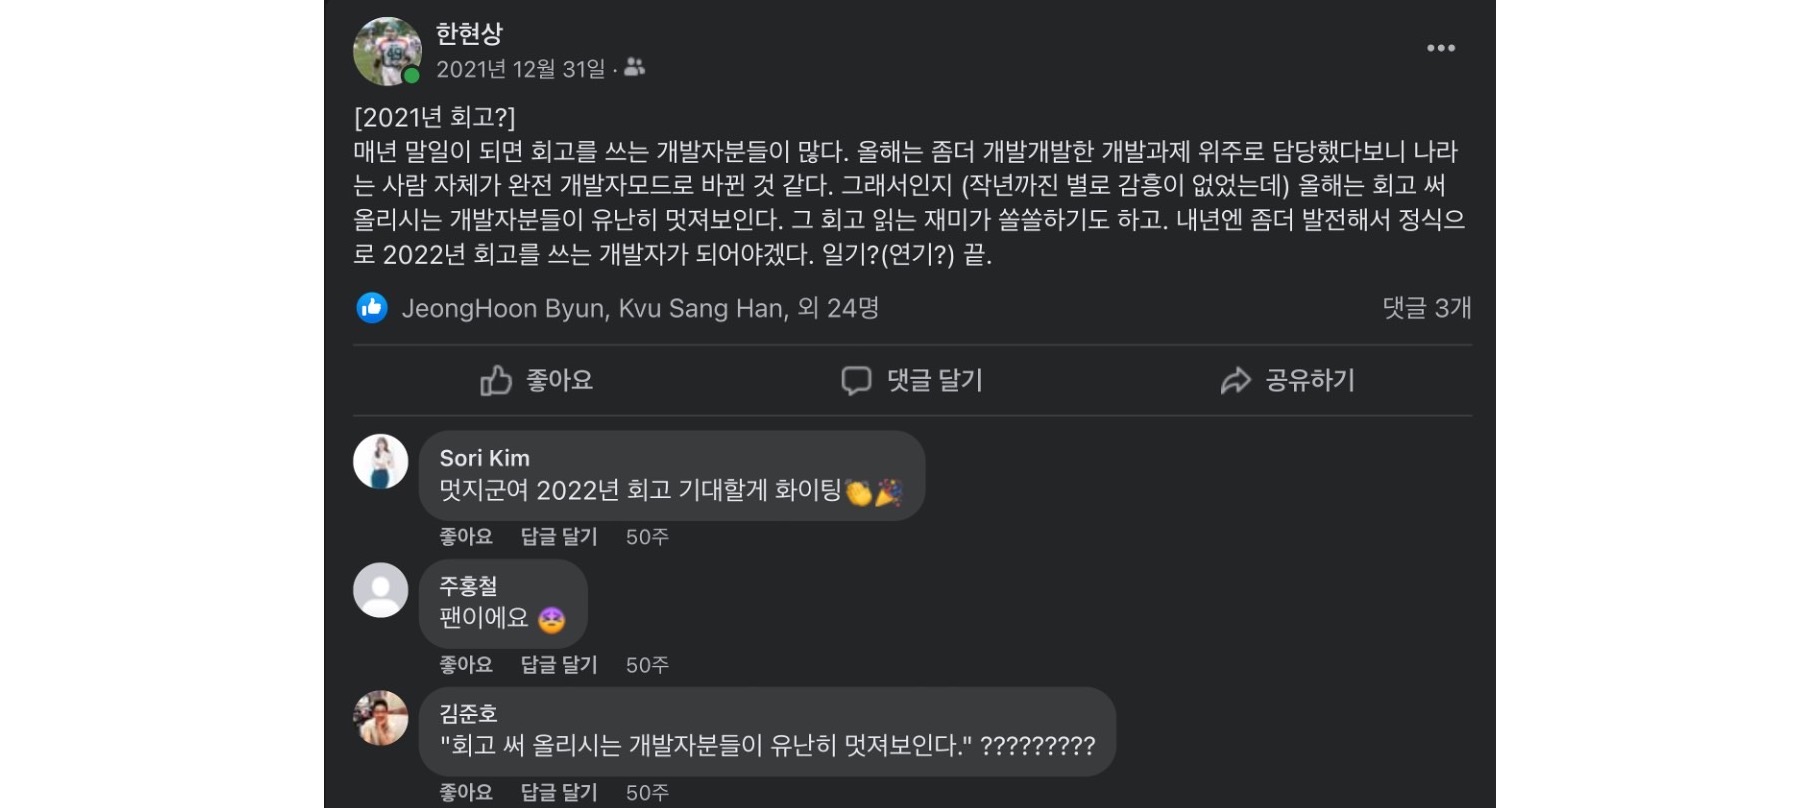 한현상
2021년 12월 31일 ·
[2021년 회고?]
매년 말일이 되면 회고를 쓰는 개발자분들이 많다. 올해는 좀더 개발개발한 개발과제 위주로 담당했다보니 나라
는 사람 자체가 완전 개발자모드로 바뀐 것 같다. 그래서인지 (작년까진 별로 감흥이 없었는데) 올해는 회고 써
올리시는 개발자분들이 유난히 멋져보인다. 그 회고 읽는 재미가 쏠쏠하기도 하고. 내년엔 좀더 발전해서 정식으
로 2022년 회고를 쓰는 개발자가 되어야겠다. 일기?(연기?) 끝.
JeongHoon Byun, Kyu Sang Han, 외 24명 댓글 3개
좋아요 댓글 달기 공유하기
Sori Kim
멋지군여 2022년 회고 기대할게 화이팅👏🎉
좋아요 답글 달기 50주
주홍철
팬이에요
좋아요 답글 달기 50주
김준호
"회고 써 올리시는 개발자분들이 유난히 멋져보인다." ?????????
좋아요 답글 달기 50주